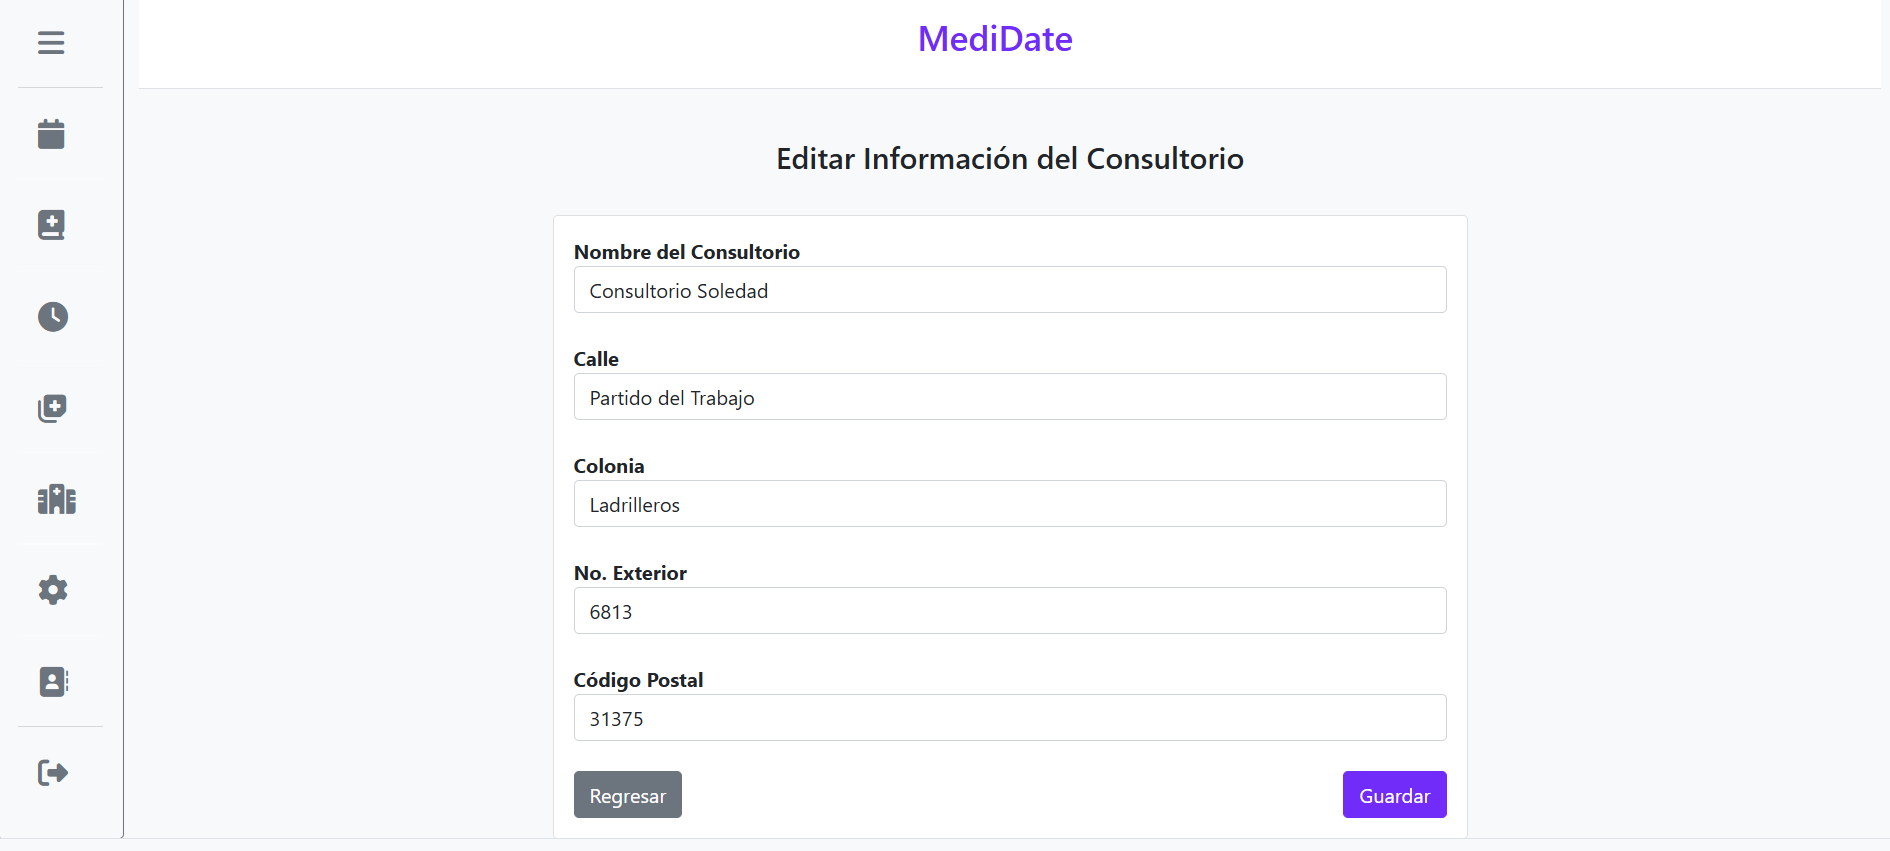 MediDate
Editar Información del Consultorio
Nombre del Consultorio
Consultorio Soledad
Calle
Partido del Trabajo
Colonia
Ladrilleros
No. Exterior
6813
Código Postal
31375
Regresar
Guardar